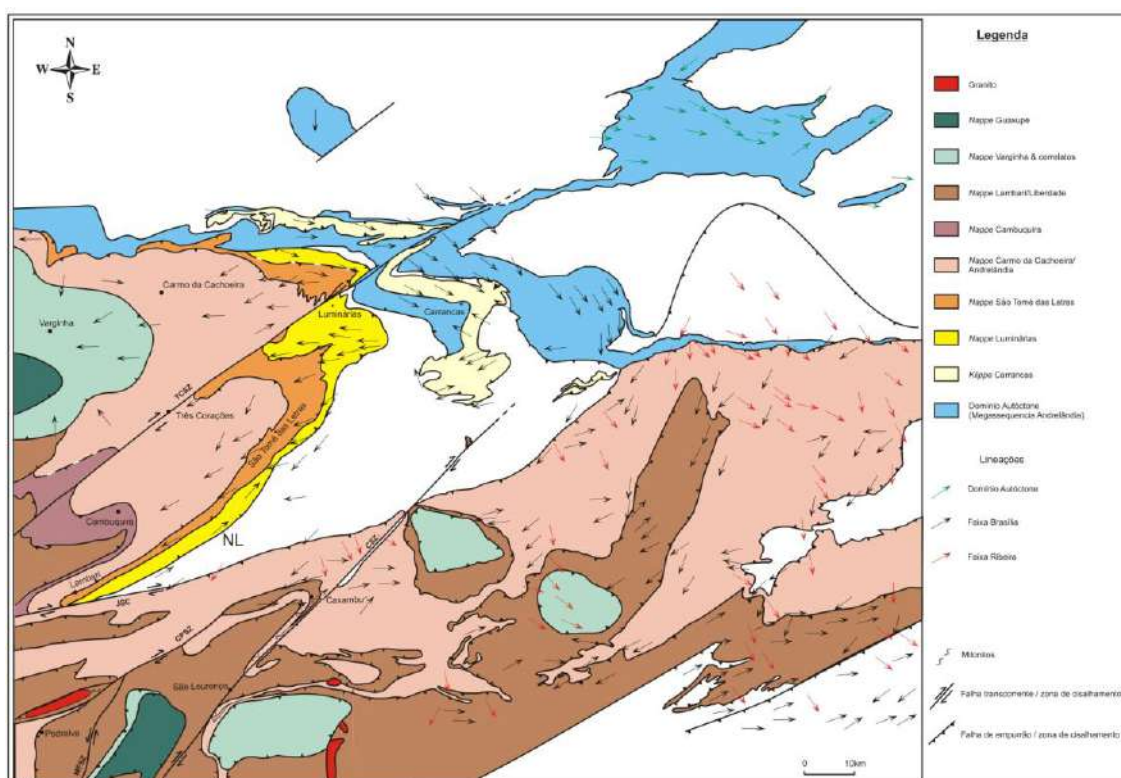 N
W E
S
Carmo da Cachoeira
Varginha
Luminárias
Carrancas
TCSZ
Três Corações
São Tomé das Letras
Cambuquira
NL
Lambari
JSC
CSZ
Caxambu
CPSZ
São Lourenço
Pedralva
0 10km
Legenda
Granito
Nappe Guaxupé
Nappe Varginha & correlatos
Nappe Lambari/Liberdade
Nappe Cambuquira
Nappe Carmo da Cachoeira/
Andrelândia
Nappe São Tomé das Letras
Nappe Luminárias
Klippe Carrancas
Domínio Autóctone
(Megassequencia Andrelândia)
Lineações
Domínio Autóctone
Faixa Brasília
Faixa Ribeira
Milonitos
Falha transcorrente / zona de cisalhamento
Falha de empurrão / zona de cisalhamento